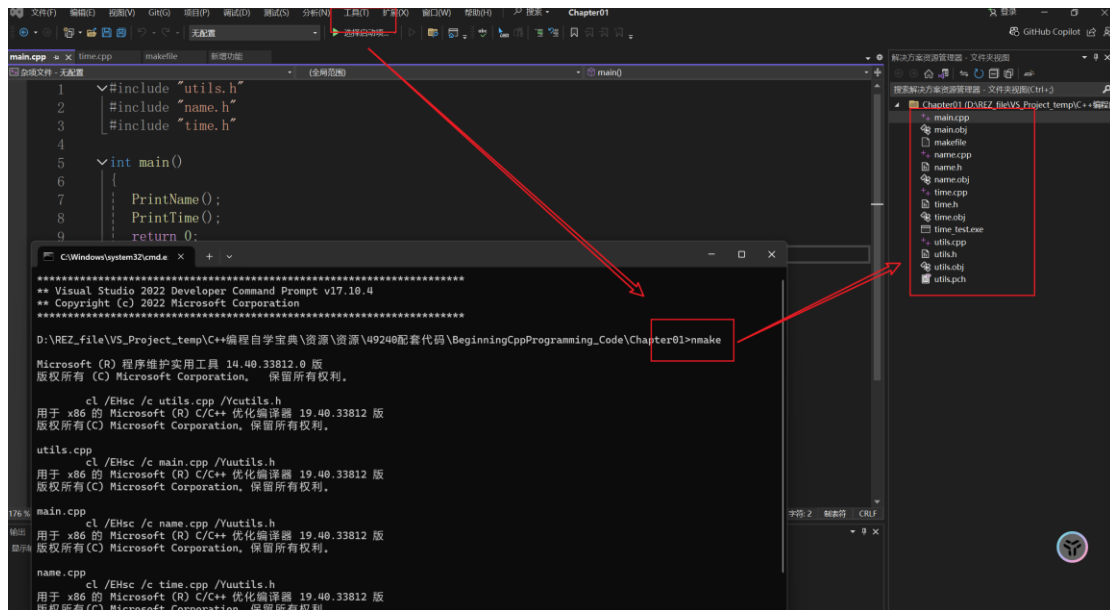 文件(F) 编辑(E) 视图(V) Git(G) 项目(P) 调试(D) 测试(S) 分析(N) 工具(T) 扩展(X) 窗口(W) 帮助(H) 搜索 Chapter01 登录
无配置 选择启动项... GitHub Copilot
main.cpp time.cpp makefile 新增功能
杂项文件 - 无配置 (全局范围) main()
1 #include "utils.h"
2 #include "name.h"
3 #include "time.h"
4
5 int main()
6 {
7 PrintName();
8 PrintTime();
9 return 0;
解决方案资源管理器 - 文件夹视图
搜索解决方案资源管理器 - 文件夹视图(Ctrl+;)
Chapter01 (D:\REZ_file\VS_Project_temp\C++编程
main.cpp
main.obj
makefile
name.cpp
name.h
name.obj
time.cpp
time.h
time.obj
time_test.exe
utils.cpp
utils.h
utils.obj
utils.pch
C:\Windows\system32\cmd.e
**********************************************************************
** Visual Studio 2022 Developer Command Prompt v17.10.4
** Copyright (c) 2022 Microsoft Corporation
**********************************************************************
D:\REZ_file\VS_Project_temp\C++编程自学宝典\资源\资源\49240配套代码\BeginningCppProgramming_Code\Chapter01>nmake
Microsoft (R) 程序维护实用工具 14.40.33812.0 版
版权所有 (C) Microsoft Corporation。 保留所有权利。
cl /EHsc /c utils.cpp /Ycutils.h
用于 x86 的 Microsoft (R) C/C++ 优化编译器 19.40.33812 版
版权所有(C) Microsoft Corporation。保留所有权利。
utils.cpp
cl /EHsc /c main.cpp /Yuutils.h
用于 x86 的 Microsoft (R) C/C++ 优化编译器 19.40.33812 版
版权所有(C) Microsoft Corporation。保留所有权利。
main.cpp
cl /EHsc /c name.cpp /Yuutils.h
用于 x86 的 Microsoft (R) C/C++ 优化编译器 19.40.33812 版
版权所有(C) Microsoft Corporation。保留所有权利。
name.cpp
cl /EHsc /c time.cpp /Yuutils.h
用于 x86 的 Microsoft (R) C/C++ 优化编译器 19.40.33812 版
版权所有(C) Microsoft Corporation。保留所有权利。
176 % 字符: 2 制表符 CRLF
输出